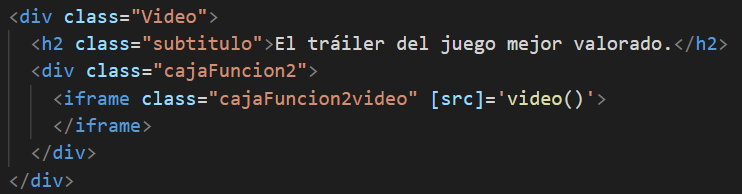 <div class="Video">
<h2 class="subtitulo">El tráiler del juego mejor valorado.</h2>
<div class="cajaFuncion2">
<iframe class="cajaFuncion2video" [src]='video()'>
</iframe>
</div>
</div>